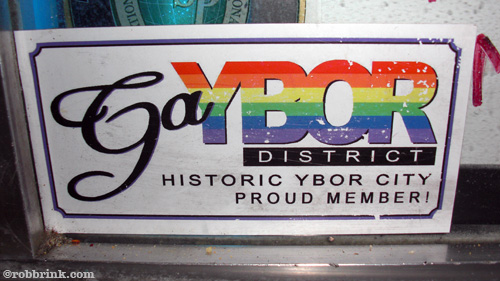 GaYBOR
DISTRICT
HISTORIC YBOR CITY
PROUD MEMBER!
©robbrink.com